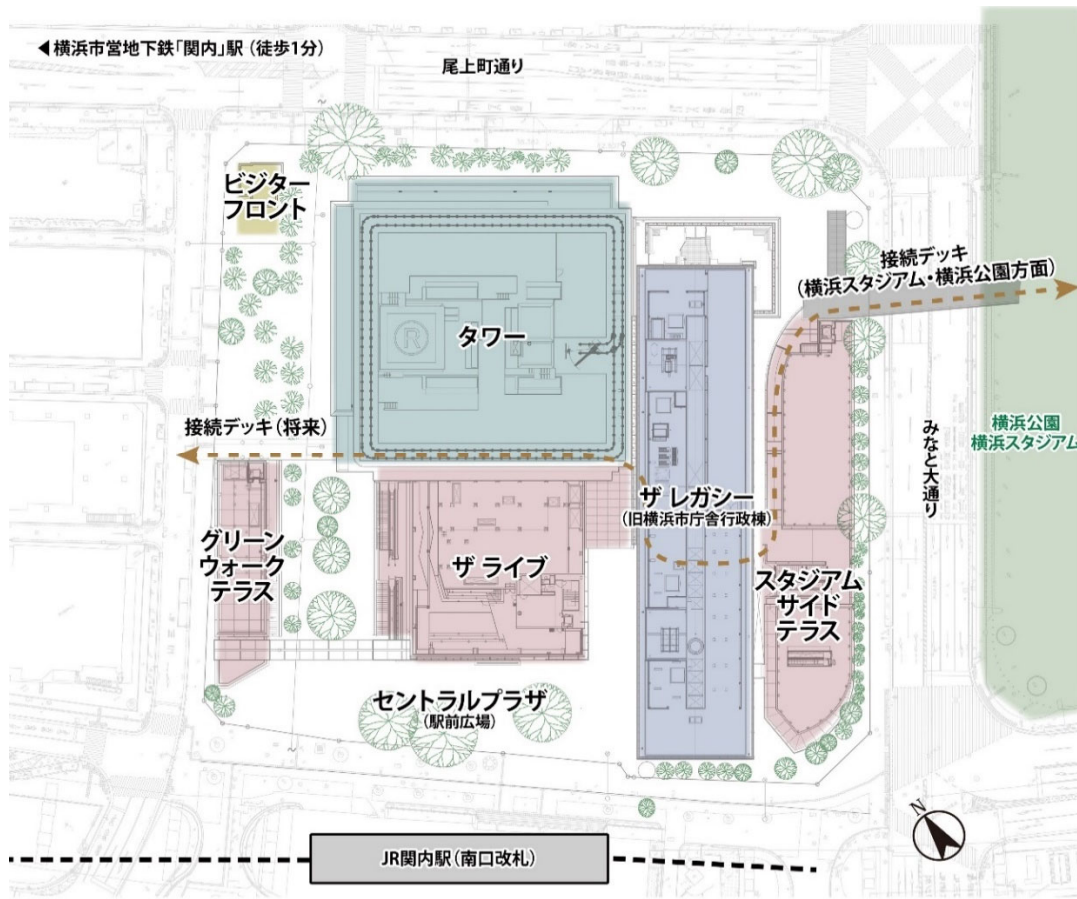 ◀横浜市営地下鉄「関内」駅（徒歩1分）
尾上町通り
ビジター
フロント
タワー
R
接続デッキ
（横浜スタジアム・横浜公園方面）
接続デッキ（将来）
みなと大通り
横浜公園
横浜スタジアム
ザ レガシー
（旧横浜市庁舎行政棟）
グリーン
ウォーク
テラス
ザ ライブ
スタジアム
サイド
テラス
セントラルプラザ
（駅前広場）
N
JR関内駅（南口改札）